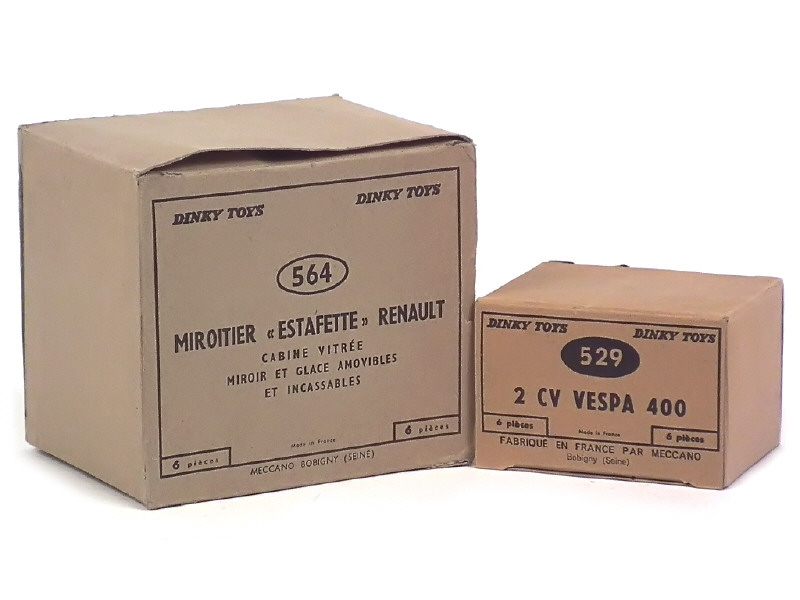 DINKY TOYS DINKY TOYS
564
MIROITIER «ESTAFETTE» RENAULT
CABINE VITRÉE
MIROIR ET GLACE AMOVIBLES
ET INCASSABLES
6 pièces Made in France 6 pièces
MECCANO BOBIGNY (SEINE)
DINKY TOYS DINKY TOYS
529
2 CV VESPA 400
6 pièces Made in France 6 pièces
FABRIQUÉ EN FRANCE PAR MECCANO
Bobigny (Seine)